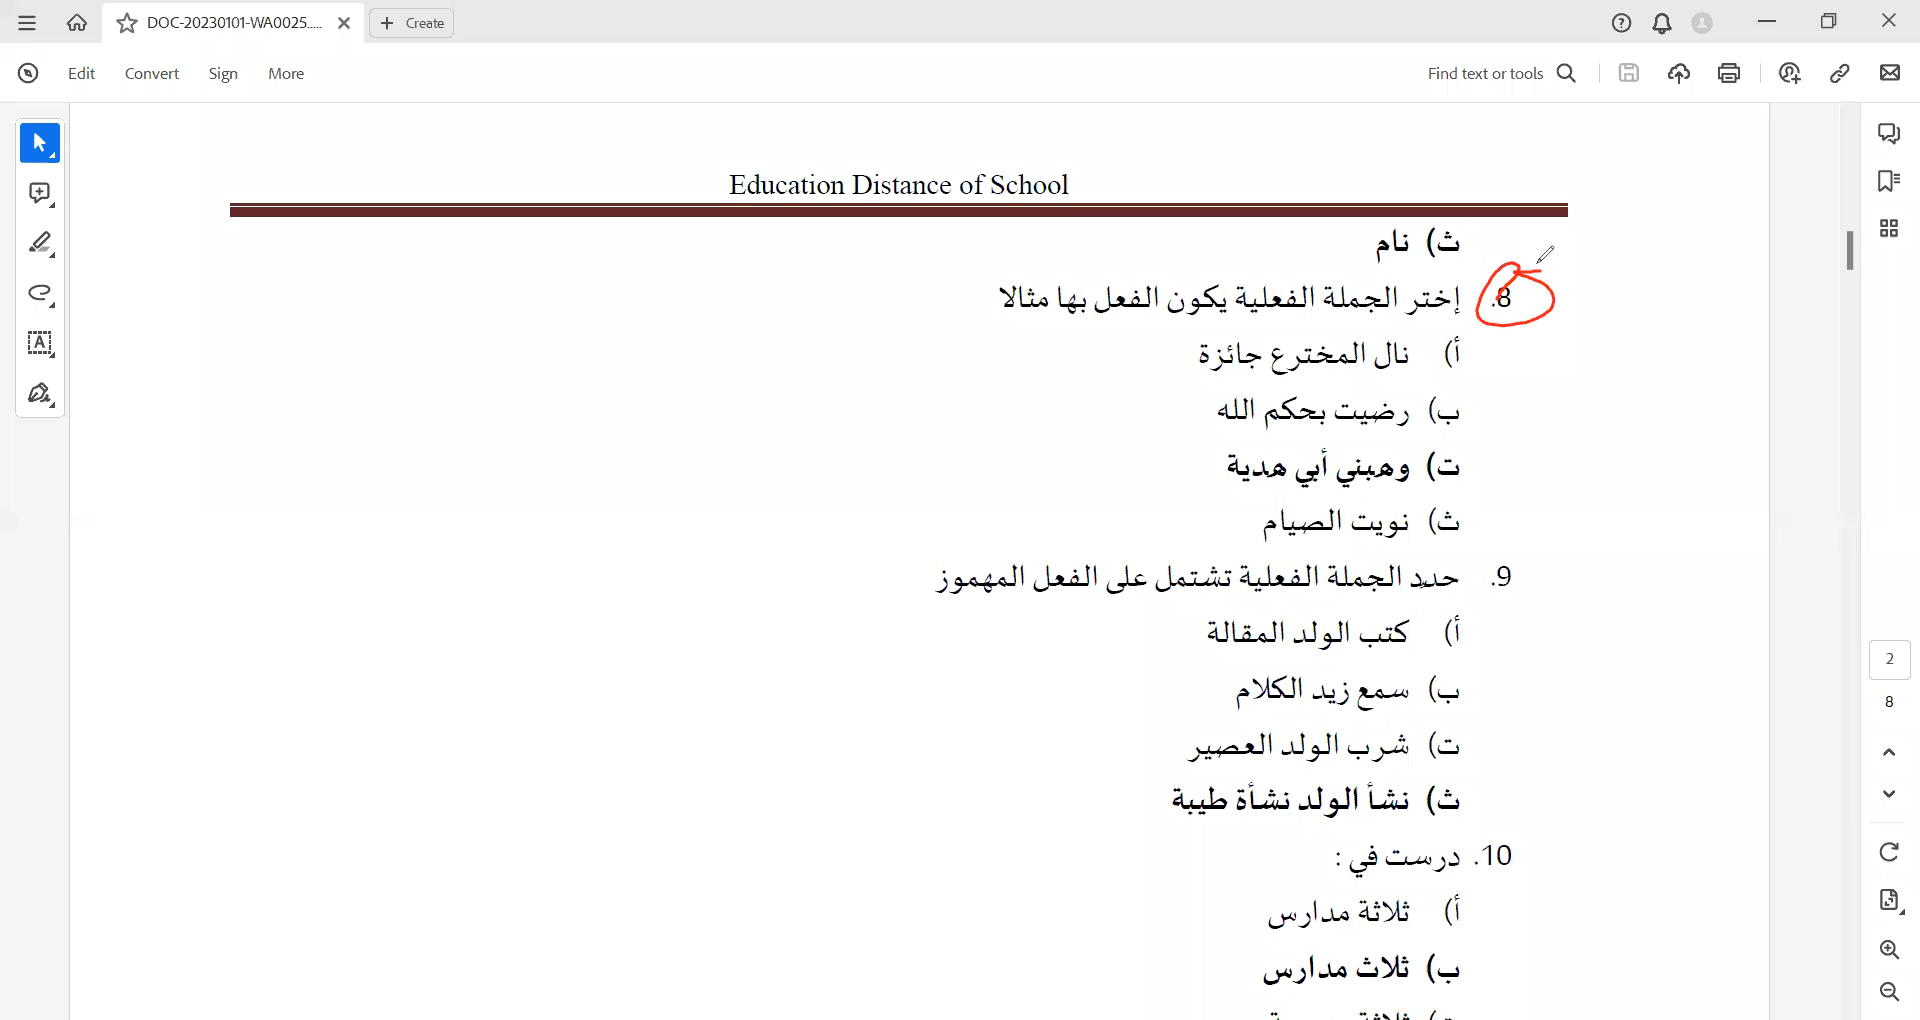 DOC-20230101-WA0025.....
Create
Edit
Convert
Sign
More
Find text or tools
Education Distance of School
ث) نام
8. إختر الجملة الفعلية يكون الفعل بها مثالا
أ) نال المخترع جائزة
ب) رضيت بحكم الله
ت) وهبني أبي هدية
ث) نويت الصيام
9. حدد الجملة الفعلية تشتمل على الفعل المهموز
أ) كتب الولد المقالة
ب) سمع زيد الكلام
ت) شرب الولد العصير
ث) نشأ الولد نشأة طيبة
10. درست في :
أ) ثلاثة مدارس
ب) ثلاث مدارس
2
8